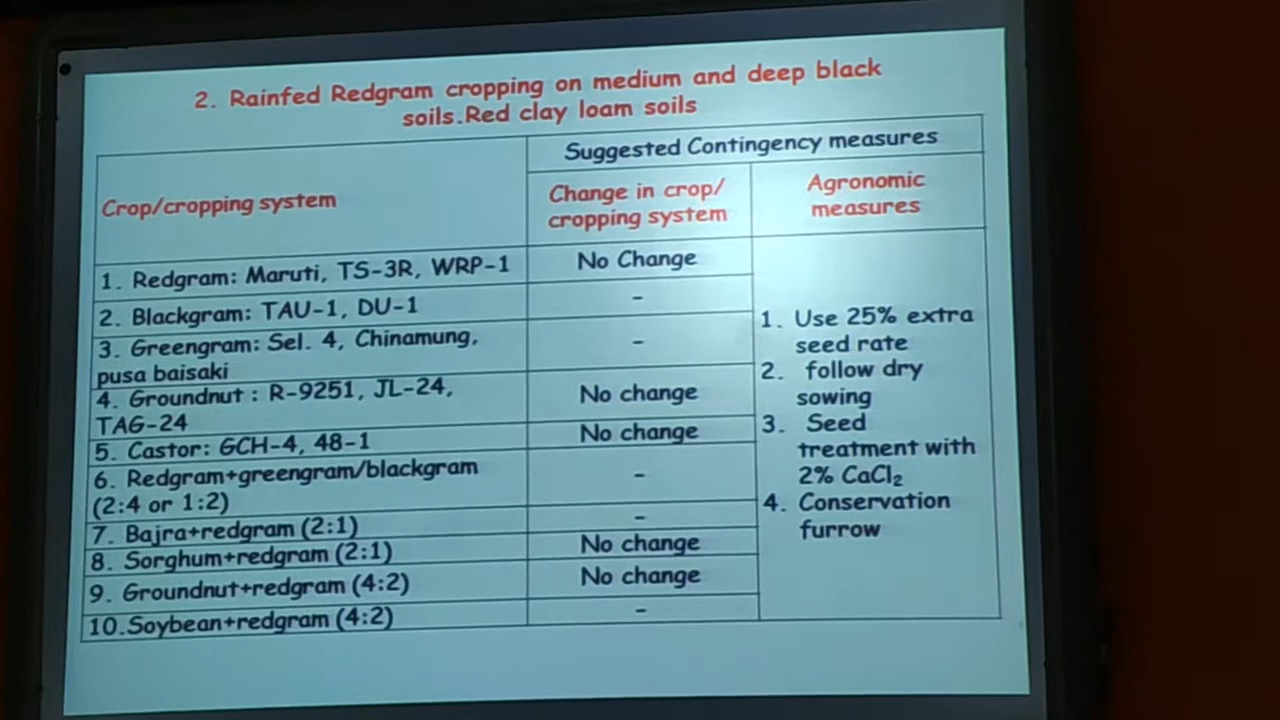 2. Rainfed Redgram cropping on medium and deep black
soils.Red clay loam soils
Crop/cropping system
Suggested Contingency measures
Change in crop/
cropping system
Agronomic
measures
1. Redgram: Maruti, TS-3R, WRP-1
No Change
2. Blackgram: TAU-1, DU-1
-
3. Greengram: Sel. 4, Chinamung,
pusa baisaki
-
4. Groundnut : R-9251, JL-24,
TAG-24
No change
5. Castor: GCH-4, 48-1
No change
6. Redgram+greengram/blackgram
(2:4 or 1:2)
-
7. Bajra+redgram (2:1)
-
8. Sorghum+redgram (2:1)
No change
9. Groundnut+redgram (4:2)
No change
10.Soybean+redgram (4:2)
-
1. Use 25% extra
seed rate
2. follow dry
sowing
3. Seed
treatment with
2% CaCl₂
4. Conservation
furrow